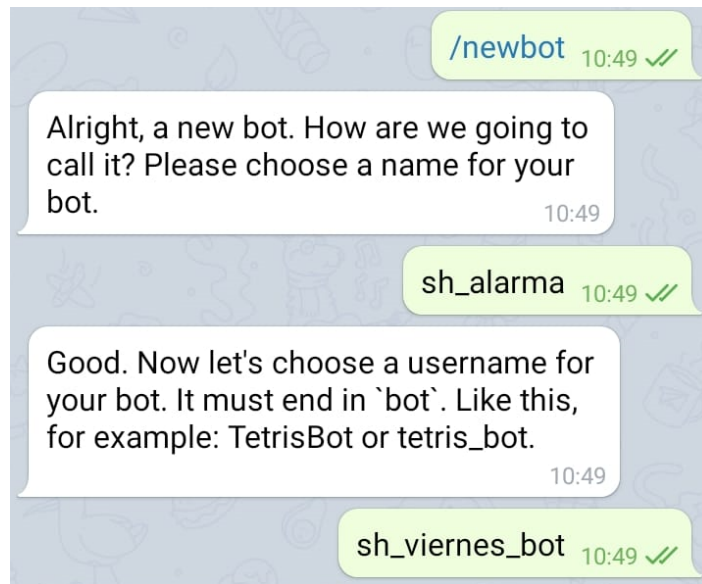 /newbot 10:49
Alright, a new bot. How are we going to
call it? Please choose a name for your
bot.
10:49
sh_alarma 10:49
Good. Now let's choose a username for
your bot. It must end in `bot`. Like this,
for example: TetrisBot or tetris_bot.
10:49
sh_viernes_bot 10:49